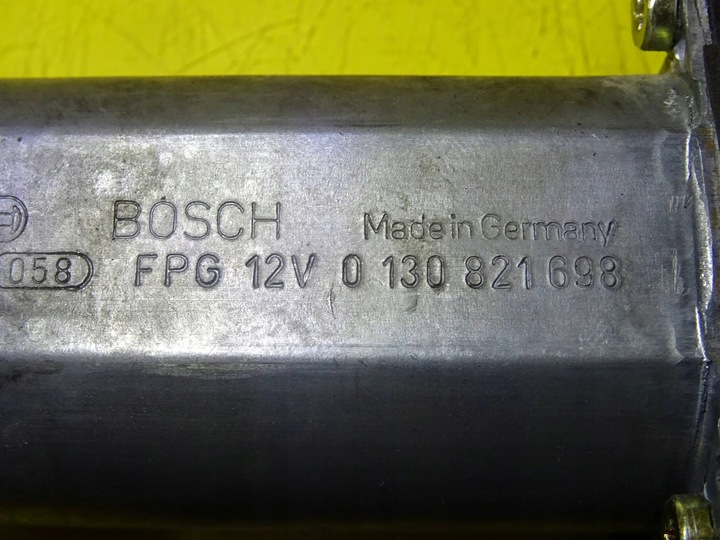 BOSCH Made in Germany
058 FPG 12V 0 130 821 698